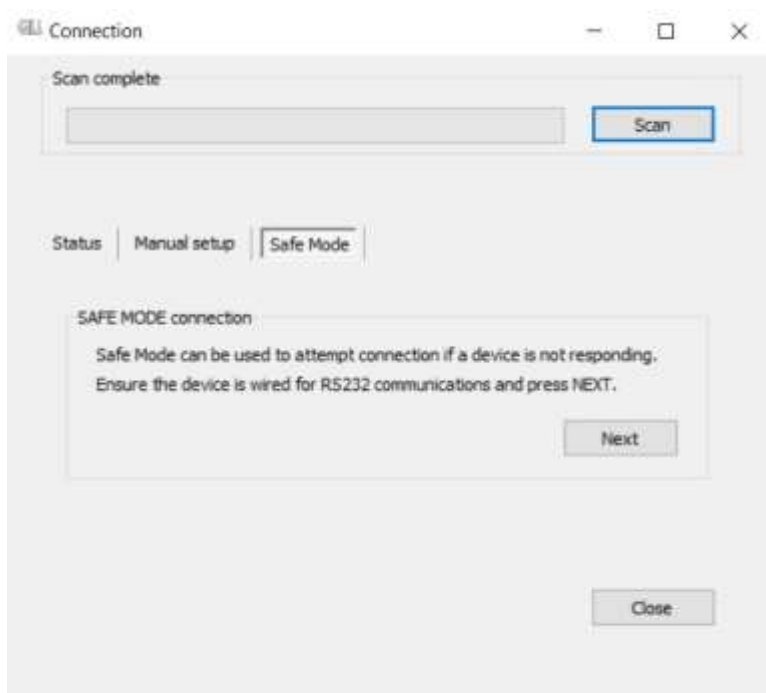 GILL Connection
Scan complete
Scan
Status Manual setup Safe Mode
SAFE MODE connection
Safe Mode can be used to attempt connection if a device is not responding.
Ensure the device is wired for RS232 communications and press NEXT.
Next
Close